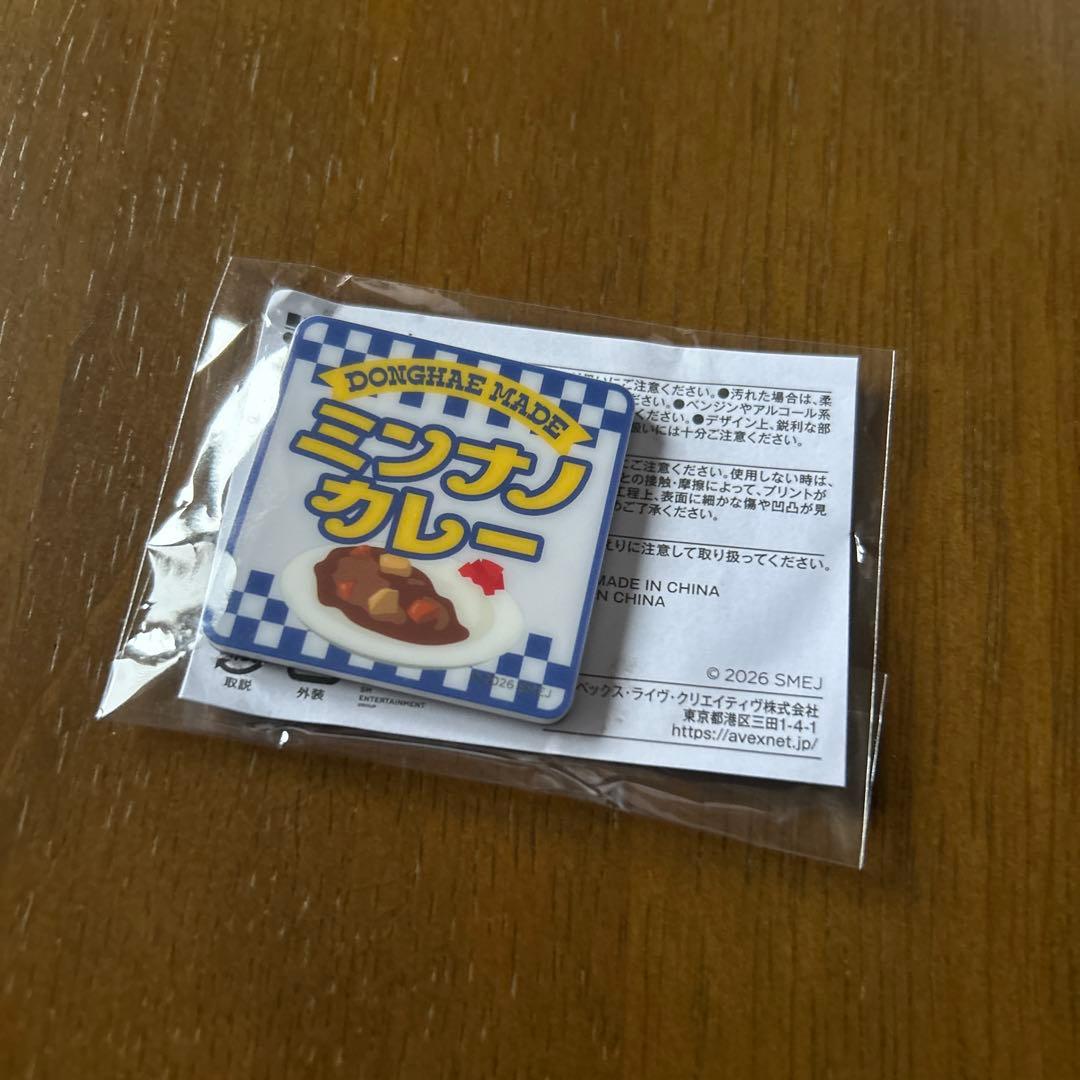 DONGHAE MADE
ミンナノ
カレー
2026 SMEJ
にご注意ください。●汚れた場合は、柔
ください。●ベンジンやアルコール系
ください。●デザイン上、鋭利な部
扱いには十分ご注意ください。
にご注意ください。使用しない時は、
との接触・摩擦によって、プリントが
工程上、表面に細かな傷や凹凸が見
ご了承ください。
えりに注意して取り扱ってください。
MADE IN CHINA
IN CHINA
© 2026 SMEJ
取説
外装
SM
ENTERTAINMENT
GROUP
ベックス・ライヴ・クリエイティヴ株式会社
東京都港区三田1-4-1
https://avexnet.jp/